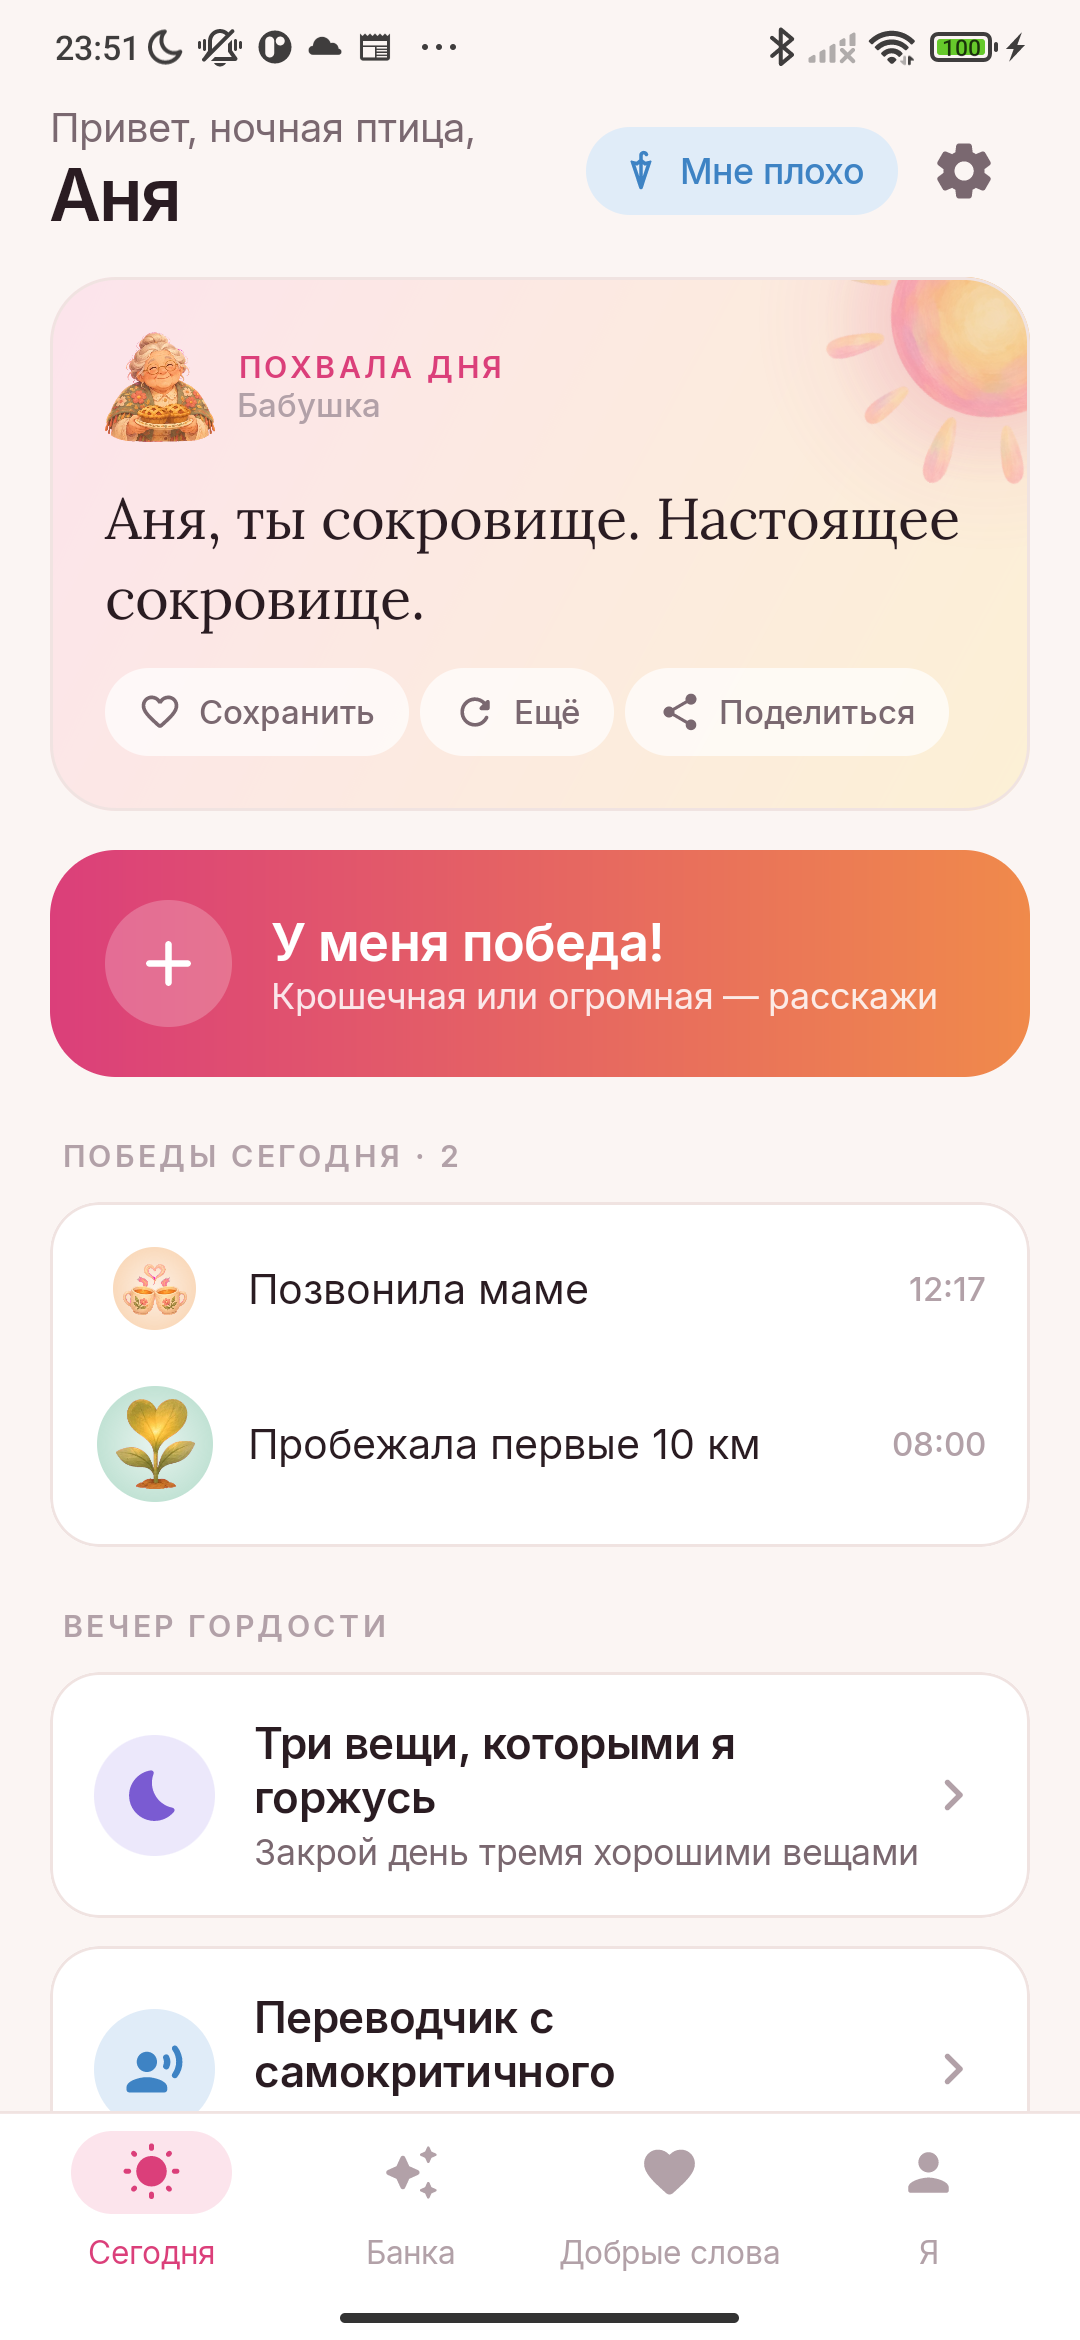 23:51
100
Привет, ночная птица,
Аня
Мне плохо
ПОХВАЛА ДНЯ
Бабушка
Аня, ты сокровище. Настоящее
сокровище.
Сохранить
Ещё
Поделиться
У меня победа!
Крошечная или огромная — расскажи
ПОБЕДЫ СЕГОДНЯ · 2
Позвонила маме
12:17
Пробежала первые 10 км
08:00
ВЕЧЕР ГОРДОСТИ
Три вещи, которыми я
горжусь
Закрой день тремя хорошими вещами
Переводчик с
самокритичного
Сегодня
Банка
Добрые слова
Я